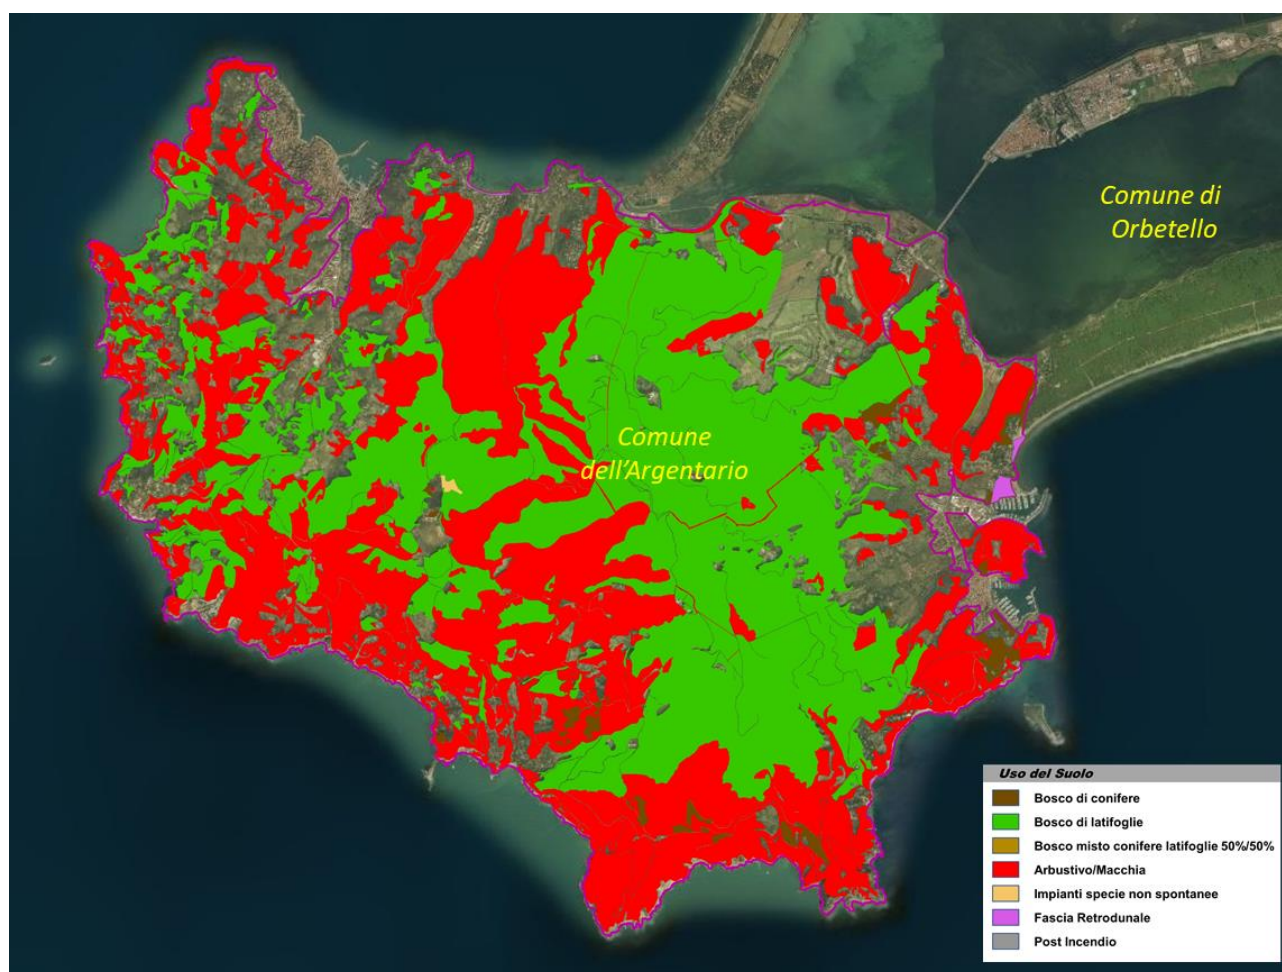 Comune di
Orbetello
Comune
dell'Argentario
Uso del Suolo
Bosco di conifere
Bosco di latifoglie
Bosco misto conifere latifoglie 50%/50%
Arbustivo/Macchia
Impianti specie non spontanee
Fascia Retrodunale
Post Incendio